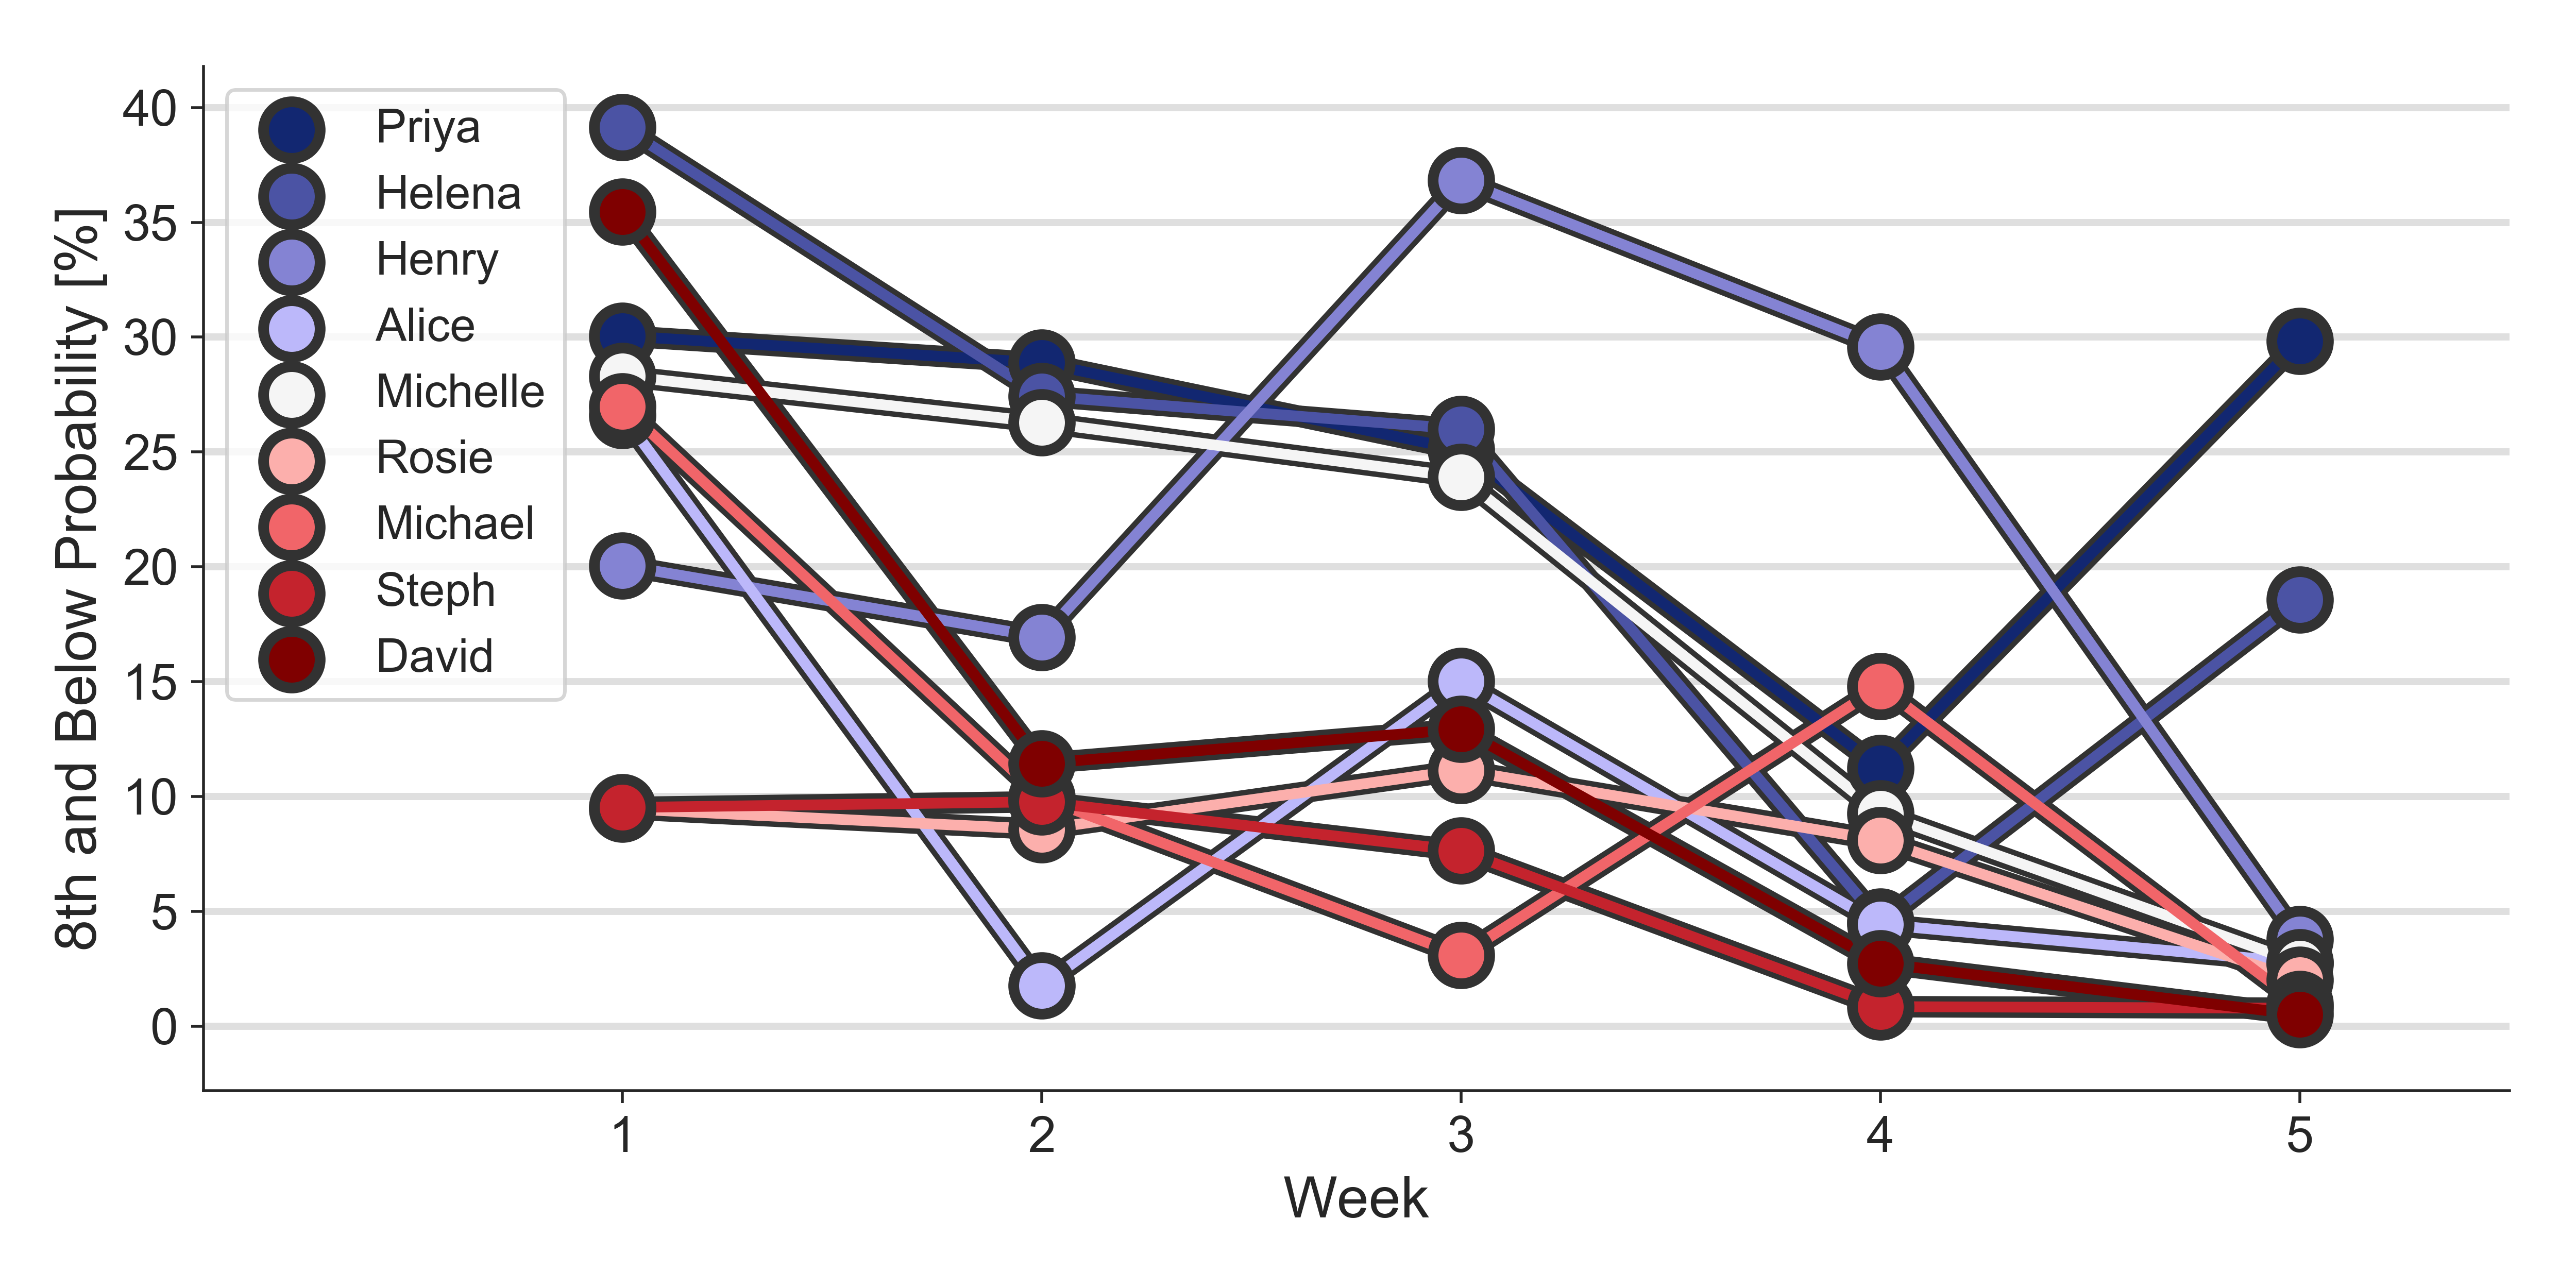 8th and Below Probability [%]
40
35
30
25
20
15
10
5
0
Priya
Helena
Henry
Alice
Michelle
Rosie
Michael
Steph
David
1 2 3 4 5
Week